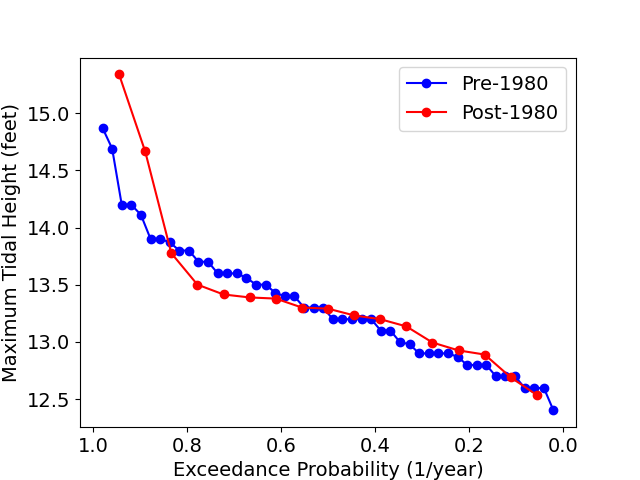 Pre-1980
Post-1980
Maximum Tidal Height (feet)
15.0
14.5
14.0
13.5
13.0
12.5
1.0 0.8 0.6 0.4 0.2 0.0
Exceedance Probability (1/year)